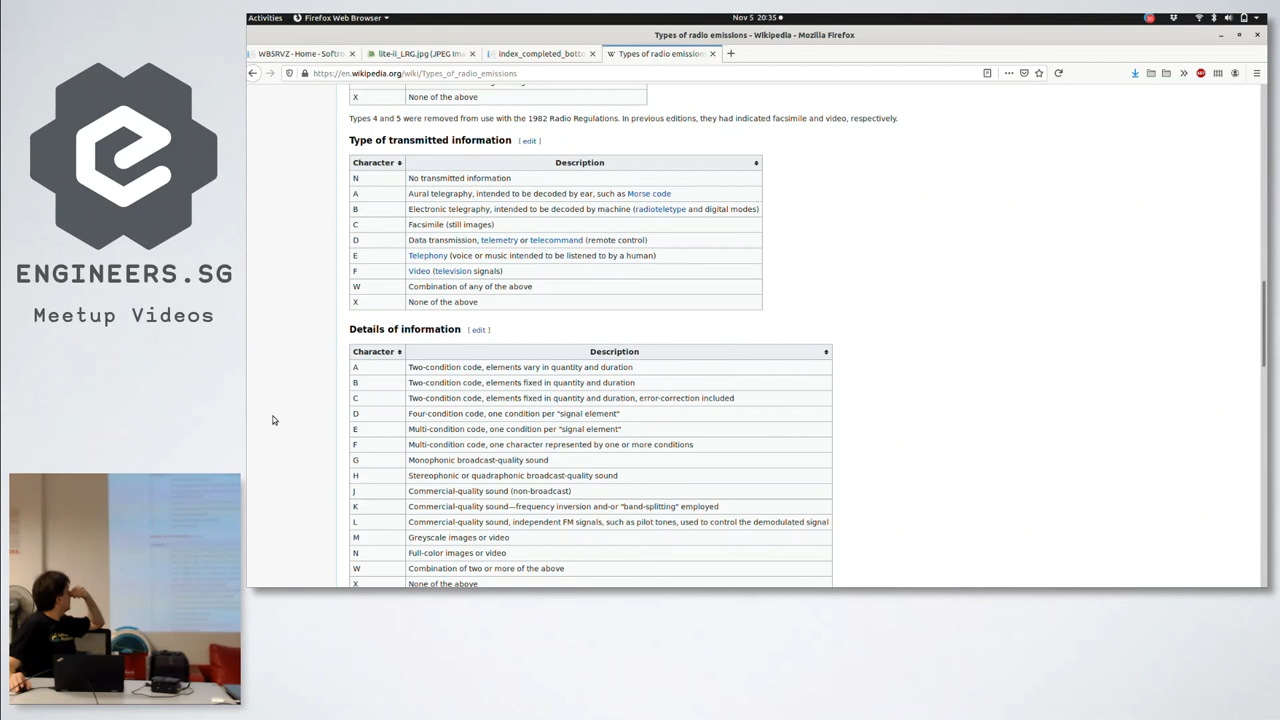 Activities
Firefox Web Browser
Nov 5 20:35
Types of radio emissions - Wikipedia - Mozilla Firefox
WB5RVZ - Home - Softro
lite-ii_LRG.jpg (JPEG Ima
index_completed_botto
Types of radio emission
https://en.wikipedia.org/wiki/Types_of_radio_emissions
ENGINEERS.SG
Meetup Videos
X None of the above
Types 4 and 5 were removed from use with the 1982 Radio Regulations. In previous editions, they had indicated facsimile and video, respectively.
Type of transmitted information [ edit ]
Character Description
N No transmitted information
A Aural telegraphy, intended to be decoded by ear, such as Morse code
B Electronic telegraphy, intended to be decoded by machine (radioteletype and digital modes)
C Facsimile (still images)
D Data transmission, telemetry or telecommand (remote control)
E Telephony (voice or music intended to be listened to by a human)
F Video (television signals)
W Combination of any of the above
X None of the above
Details of information [ edit ]
Character Description
A Two-condition code, elements vary in quantity and duration
B Two-condition code, elements fixed in quantity and duration
C Two-condition code, elements fixed in quantity and duration, error-correction included
D Four-condition code, one condition per "signal element"
E Multi-condition code, one condition per "signal element"
F Multi-condition code, one character represented by one or more conditions
G Monophonic broadcast-quality sound
H Stereophonic or quadraphonic broadcast-quality sound
J Commercial-quality sound (non-broadcast)
K Commercial-quality sound—frequency inversion and-or "band-splitting" employed
L Commercial-quality sound, independent FM signals, such as pilot tones, used to control the demodulated signal
M Greyscale images or video
N Full-color images or video
W Combination of two or more of the above
X None of the above